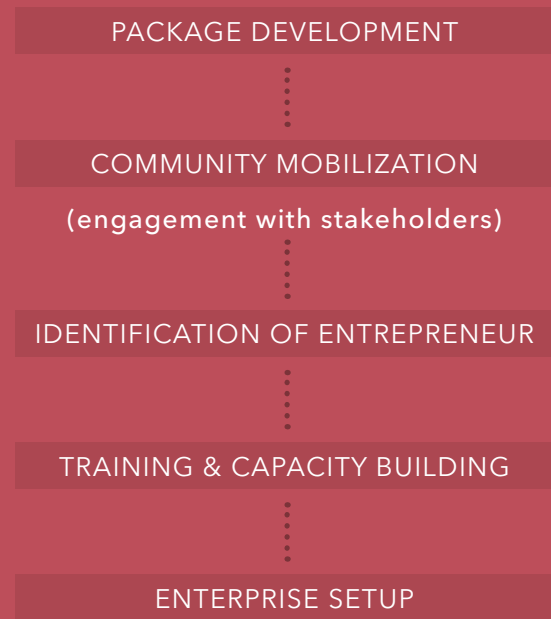 PACKAGE DEVELOPMENT
COMMUNITY MOBILIZATION
(engagement with stakeholders)
IDENTIFICATION OF ENTREPRENEUR
TRAINING & CAPACITY BUILDING
ENTERPRISE SETUP